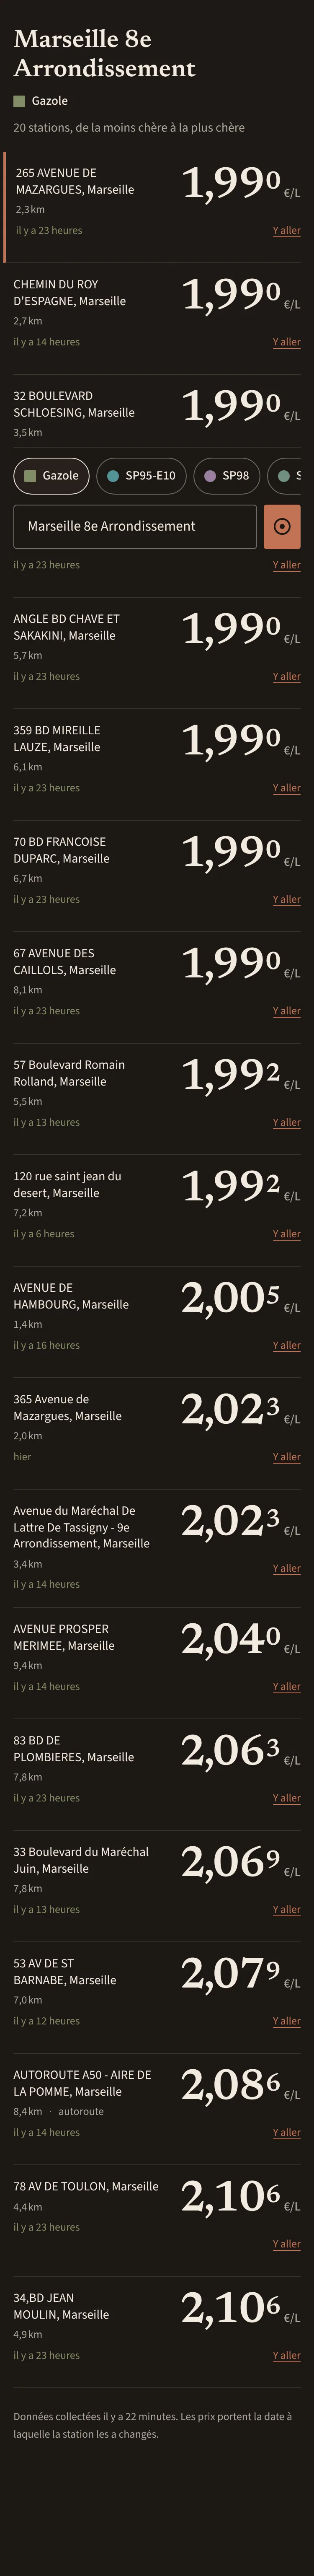 Marseille 8e
Arrondissement
Gazole
20 stations, de la moins chère à la plus chère
265 AVENUE DE
MAZARGUES, Marseille
2,3 km
il y a 23 heures
1,990 €/L
Y aller
CHEMIN DU ROY
D'ESPAGNE, Marseille
2,7 km
il y a 14 heures
1,990 €/L
Y aller
32 BOULEVARD
SCHLOESING, Marseille
3,5 km
1,990 €/L
Gazole
SP95-E10
SP98
S
Marseille 8e Arrondissement
il y a 23 heures
Y aller
ANGLE BD CHAVE ET
SAKAKINI, Marseille
5,7 km
il y a 23 heures
1,990 €/L
Y aller
359 BD MIREILLE
LAUZE, Marseille
6,1 km
il y a 23 heures
1,990 €/L
Y aller
70 BD FRANCOISE
DUPARC, Marseille
6,7 km
il y a 23 heures
1,990 €/L
Y aller
67 AVENUE DES
CAILLOLS, Marseille
8,1 km
il y a 23 heures
1,990 €/L
Y aller
57 Boulevard Romain
Rolland, Marseille
5,5 km
il y a 13 heures
1,992 €/L
Y aller
120 rue saint jean du
desert, Marseille
7,2 km
il y a 6 heures
1,992 €/L
Y aller
AVENUE DE
HAMBOURG, Marseille
1,4 km
il y a 16 heures
2,005 €/L
Y aller
365 Avenue de
Mazargues, Marseille
2,0 km
hier
2,023 €/L
Y aller
Avenue du Maréchal De
Lattre De Tassigny - 9e
Arrondissement, Marseille
3,4 km
il y a 14 heures
2,023 €/L
Y aller
AVENUE PROSPER
MERIMEE, Marseille
9,4 km
il y a 14 heures
2,040 €/L
Y aller
83 BD DE
PLOMBIERES, Marseille
7,8 km
il y a 23 heures
2,063 €/L
Y aller
33 Boulevard du Maréchal
Juin, Marseille
7,8 km
il y a 13 heures
2,069 €/L
Y aller
53 AV DE ST
BARNABE, Marseille
7,0 km
il y a 12 heures
2,079 €/L
Y aller
AUTOROUTE A50 - AIRE DE
LA POMME, Marseille
8,4 km · autoroute
il y a 14 heures
2,086 €/L
Y aller
78 AV DE TOULON, Marseille
4,4 km
il y a 23 heures
2,106 €/L
Y aller
34,BD JEAN
MOULIN, Marseille
4,9 km
il y a 23 heures
2,106 €/L
Y aller
Données collectées il y a 22 minutes. Les prix portent la date à
laquelle la station les a changés.